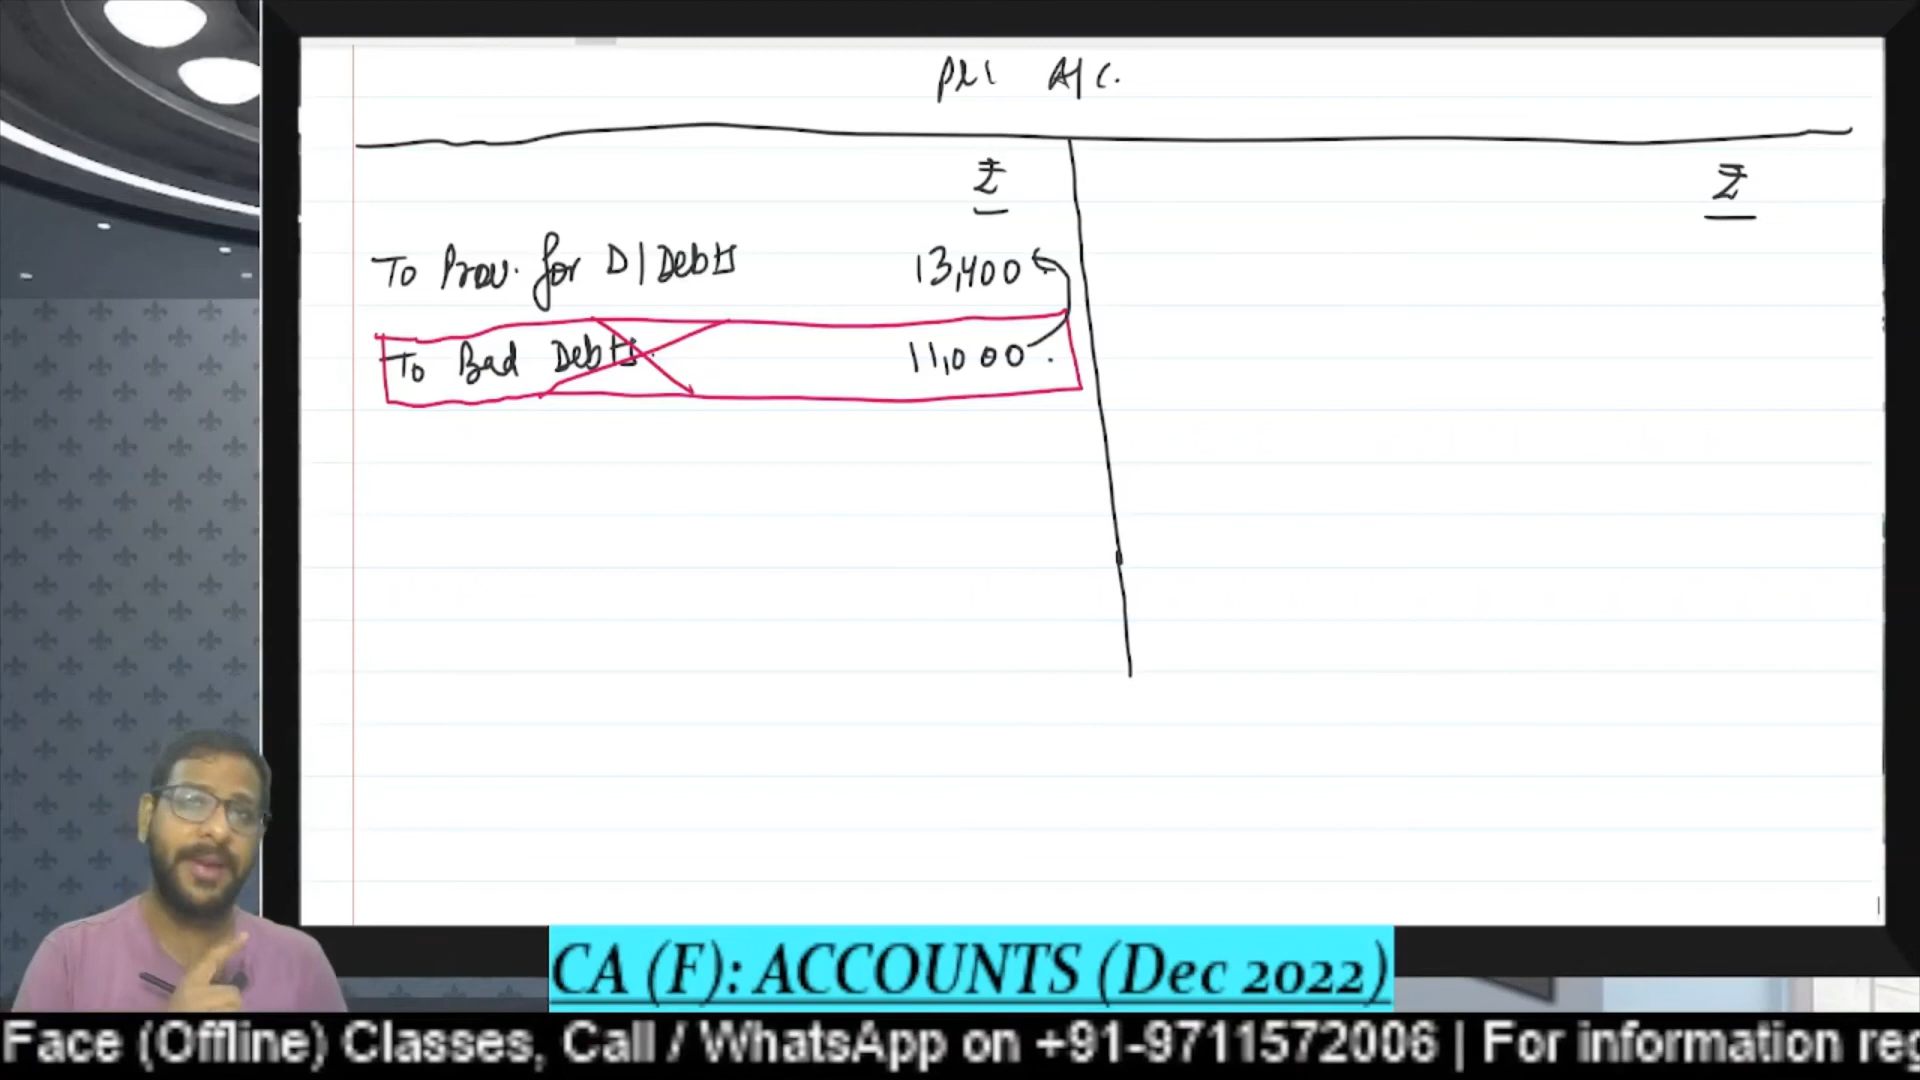 P&L A/C.
₹ ₹
To Prov. for D/Debts 13,400
To Bad Debts 11,000
CA (F): ACCOUNTS (Dec 2022)
Face (Offline) Classes, Call / WhatsApp on +91-9711572006 | For information reg